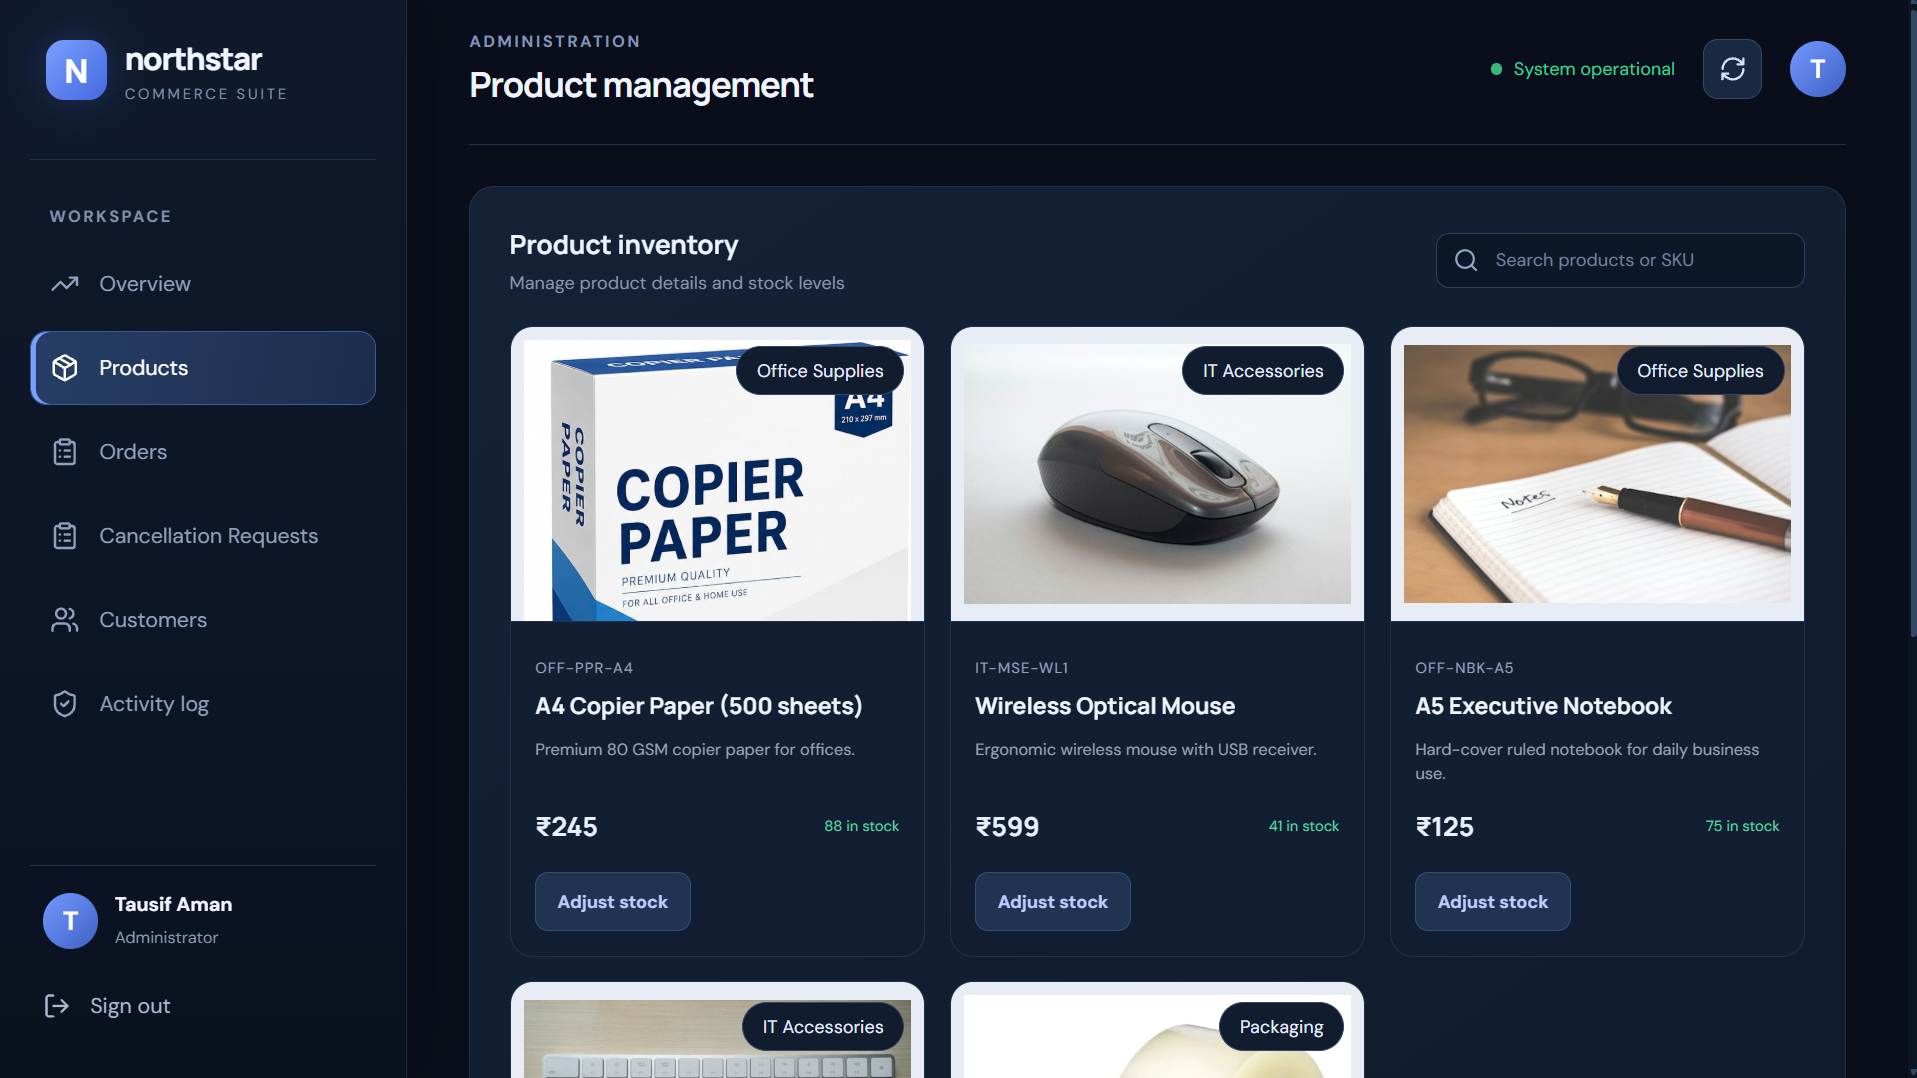 N
northstar
COMMERCE SUITE
WORKSPACE
Overview
Products
Orders
Cancellation Requests
Customers
Activity log
T
Tausif Aman
Administrator
Sign out
ADMINISTRATION
Product management
System operational
T
Product inventory
Manage product details and stock levels
Search products or SKU
Office Supplies
A4
210 x 297 mm
COPIER PAPER
COPIER
PAPER
PREMIUM QUALITY
FOR ALL OFFICE & HOME USE
OFF-PPR-A4
A4 Copier Paper (500 sheets)
Premium 80 GSM copier paper for offices.
₹245
88 in stock
Adjust stock
IT Accessories
IT-MSE-WL1
Wireless Optical Mouse
Ergonomic wireless mouse with USB receiver.
₹599
41 in stock
Adjust stock
Office Supplies
Notes
OFF-NBK-A5
A5 Executive Notebook
Hard-cover ruled notebook for daily business
use.
₹125
75 in stock
Adjust stock
IT Accessories
Packaging